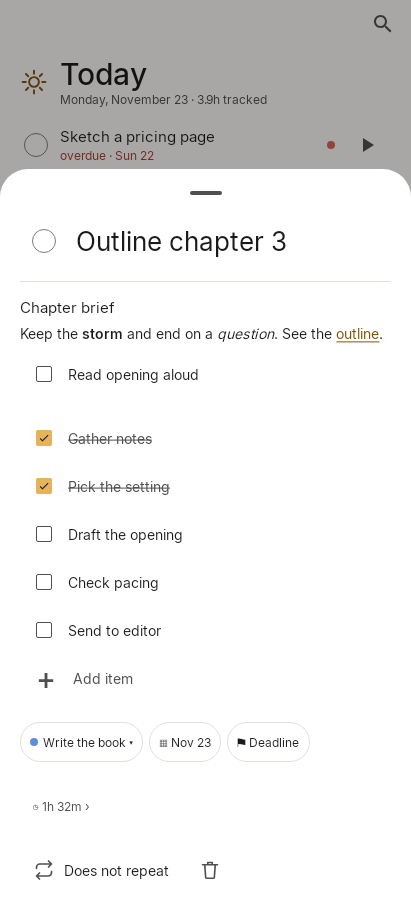 Today
Monday, November 23 · 3.9h tracked
Sketch a pricing page
overdue · Sun 22
Outline chapter 3
Chapter brief
Keep the storm and end on a question. See the outline.
Read opening aloud
Gather notes
Pick the setting
Draft the opening
Check pacing
Send to editor
Add item
Write the book
Nov 23
Deadline
1h 32m ›
Does not repeat